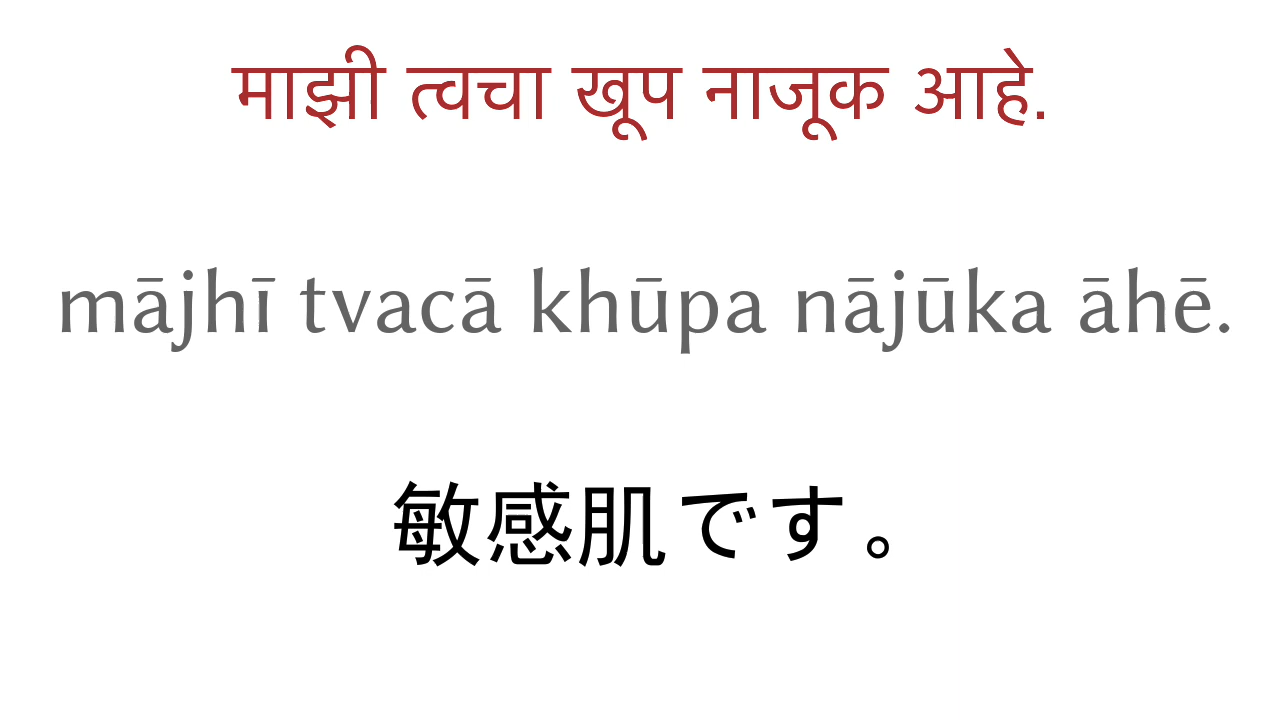 माझी त्वचा खूप नाजूक आहे.
mājhī tvacā khūpa nājūka āhē.
敏感肌です。